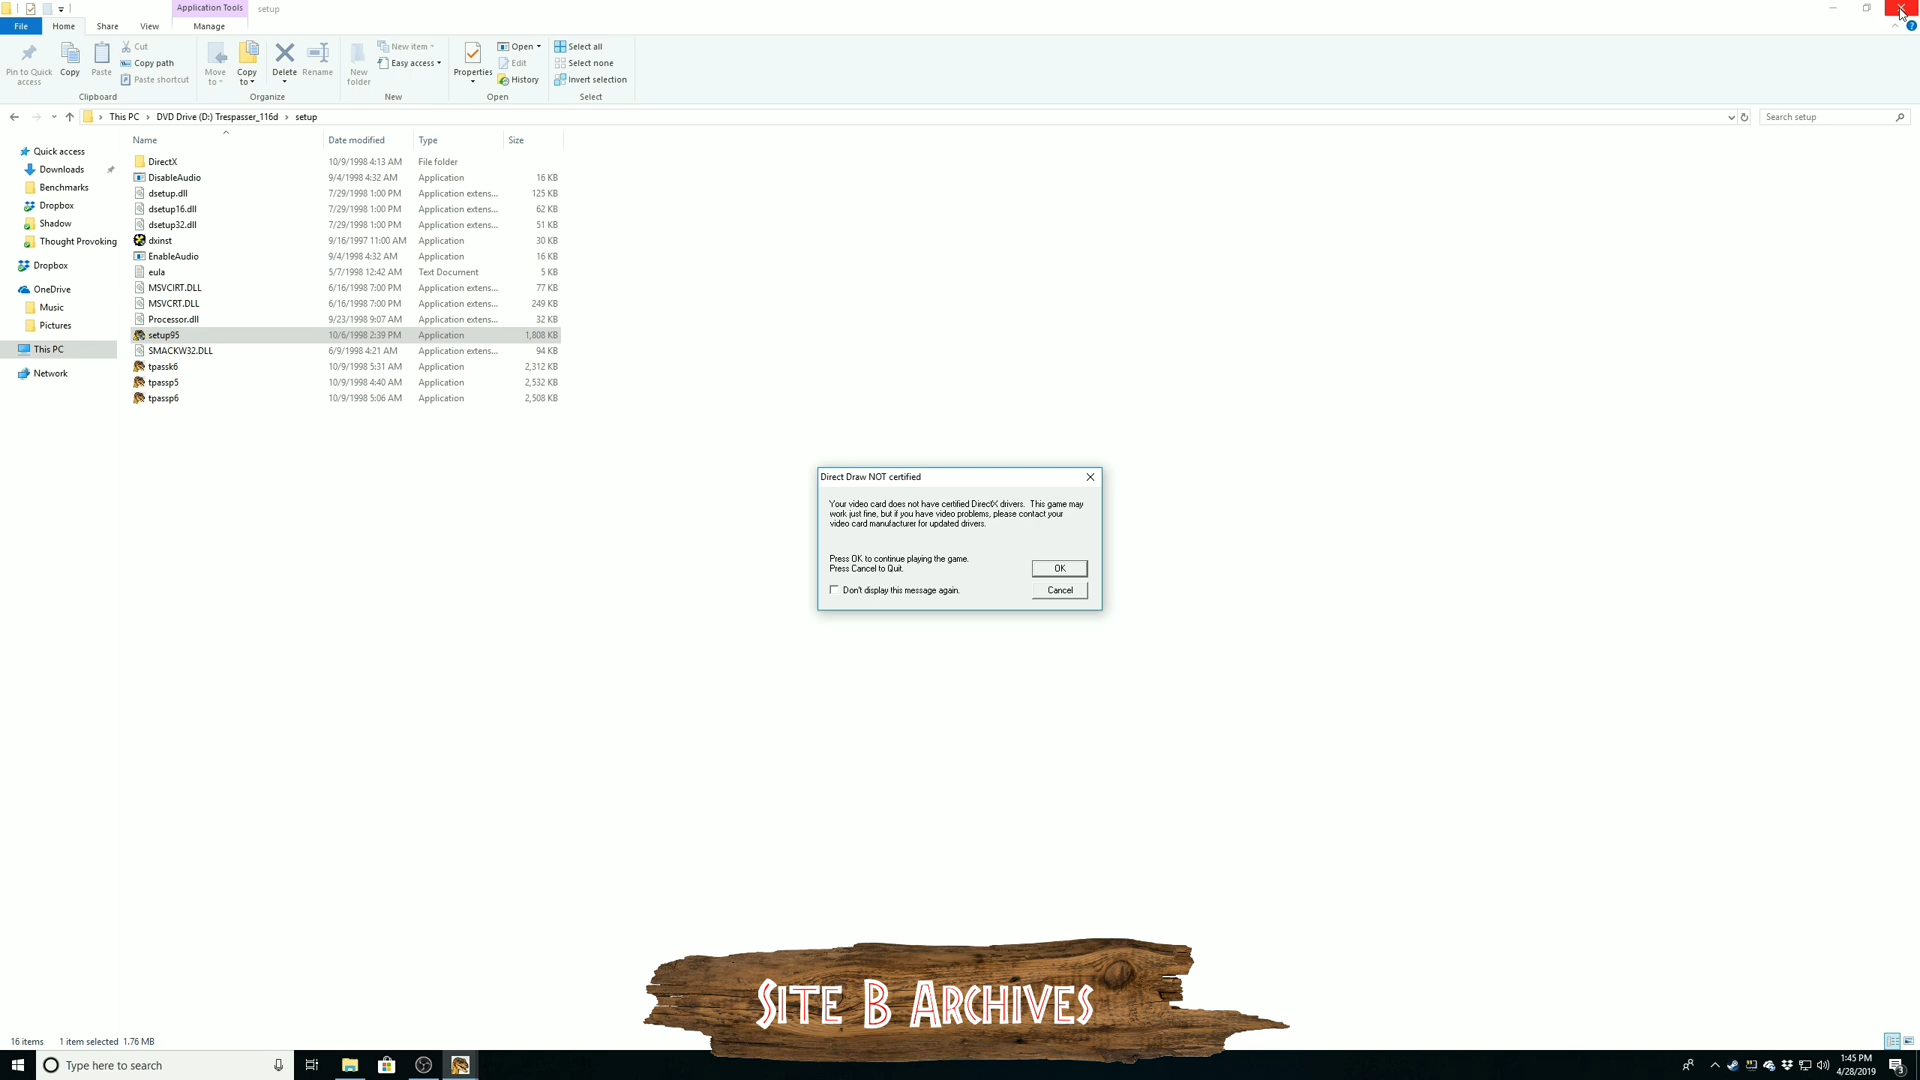 Application Tools
setup
File
Home
Share
View
Manage
Pin to Quick access
Copy
Paste
Cut
Copy path
Paste shortcut
Clipboard
Move to
Copy to
Delete
Rename
Organize
New folder
New item
Easy access
New
Properties
Open
Edit
History
Open
Select all
Select none
Invert selection
Select
This PC > DVD Drive (D:) Trespasser_116d > setup
Search setup
Name Date modified Type Size
Quick access
Downloads
Benchmarks
Dropbox
Shadow
Thought Provoking
Dropbox
OneDrive
Music
Pictures
This PC
Network
DirectX 10/9/1998 4:13 AM File folder
DisableAudio 9/4/1998 4:32 AM Application 16 KB
dsetup.dll 7/29/1998 1:00 PM Application extens... 125 KB
dsetup16.dll 7/29/1998 1:00 PM Application extens... 62 KB
dsetup32.dll 7/29/1998 1:00 PM Application extens... 51 KB
dxinst 9/16/1997 11:00 AM Application 30 KB
EnableAudio 9/4/1998 4:32 AM Application 16 KB
eula 5/7/1998 12:42 AM Text Document 5 KB
MSVCIRT.DLL 6/16/1998 7:00 PM Application extens... 77 KB
MSVCRT.DLL 6/16/1998 7:00 PM Application extens... 249 KB
Processor.dll 9/23/1998 9:07 AM Application extens... 32 KB
setup95 10/6/1998 2:39 PM Application 1,808 KB
SMACKW32.DLL 6/9/1998 4:21 AM Application extens... 94 KB
tpassk6 10/9/1998 5:31 AM Application 2,312 KB
tpassp5 10/9/1998 4:40 AM Application 2,532 KB
tpassp6 10/9/1998 5:06 AM Application 2,508 KB
Direct Draw NOT certified
Your video card does not have certified DirectX drivers. This game may
work just fine, but if you have video problems, please contact your
video card manufacturer for updated drivers.
Press OK to continue playing the game.
Press Cancel to Quit.
OK
Don't display this message again.
Cancel
Site B Archives
16 items 1 item selected 1.76 MB
Type here to search
1:45 PM
4/28/2019
3